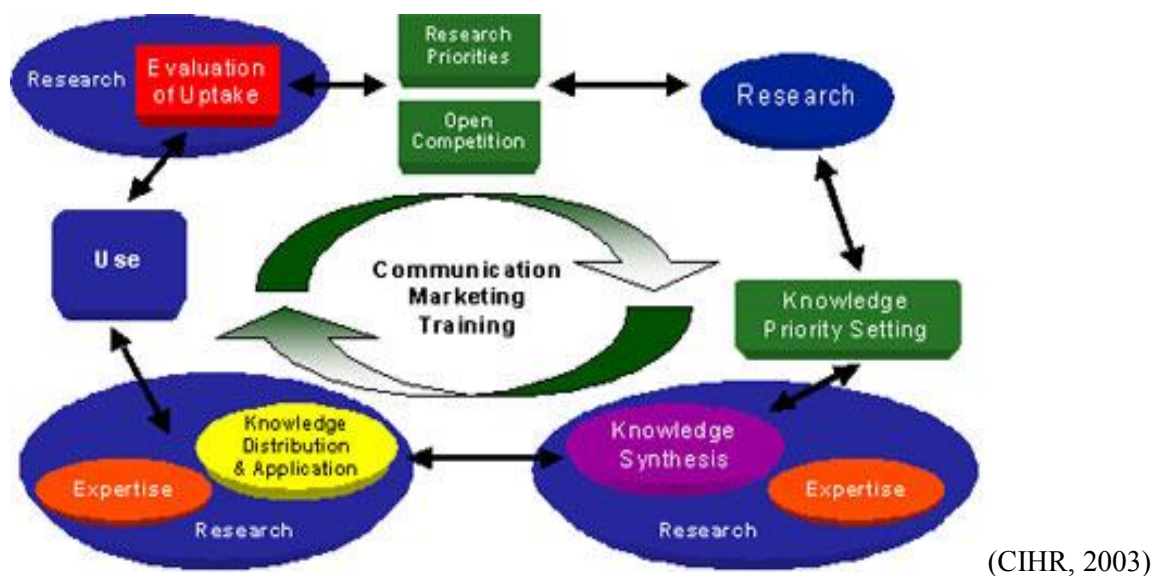 Research
Evaluation
of Uptake
Research
Priorities
Open
Competition
Research
Use
Communication
Marketing
Training
Knowledge
Priority Setting
Knowledge
Distribution
& Application
Expertise
Research
Knowledge
Synthesis
Expertise
Research
(CIHR, 2003)